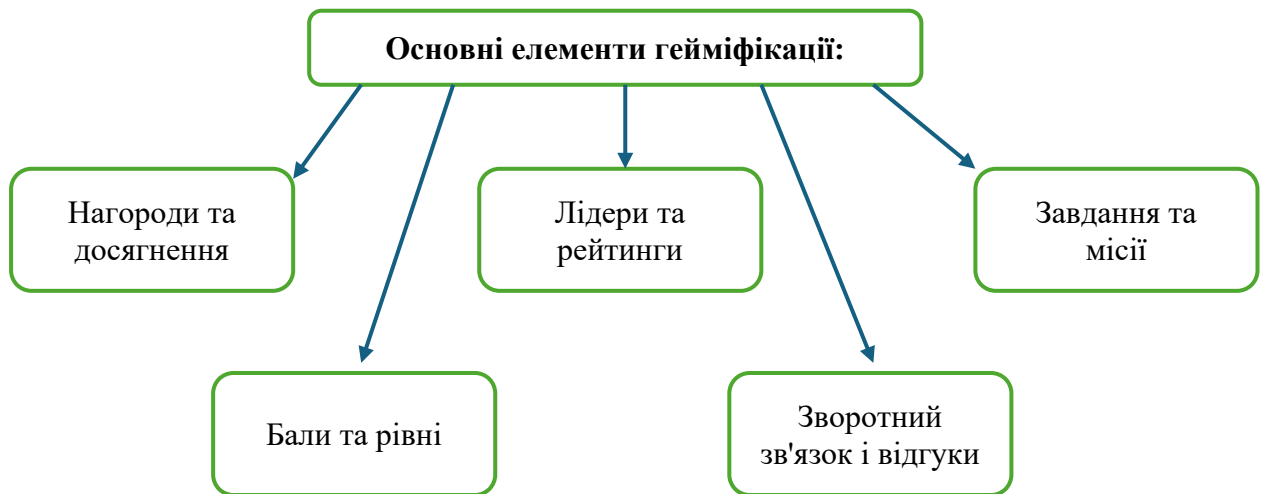 Основні елементи гейміфікації:
Нагороди та
досягнення
Лідери та
рейтинги
Завдання та
місії
Бали та рівні
Зворотний
зв'язок і відгуки